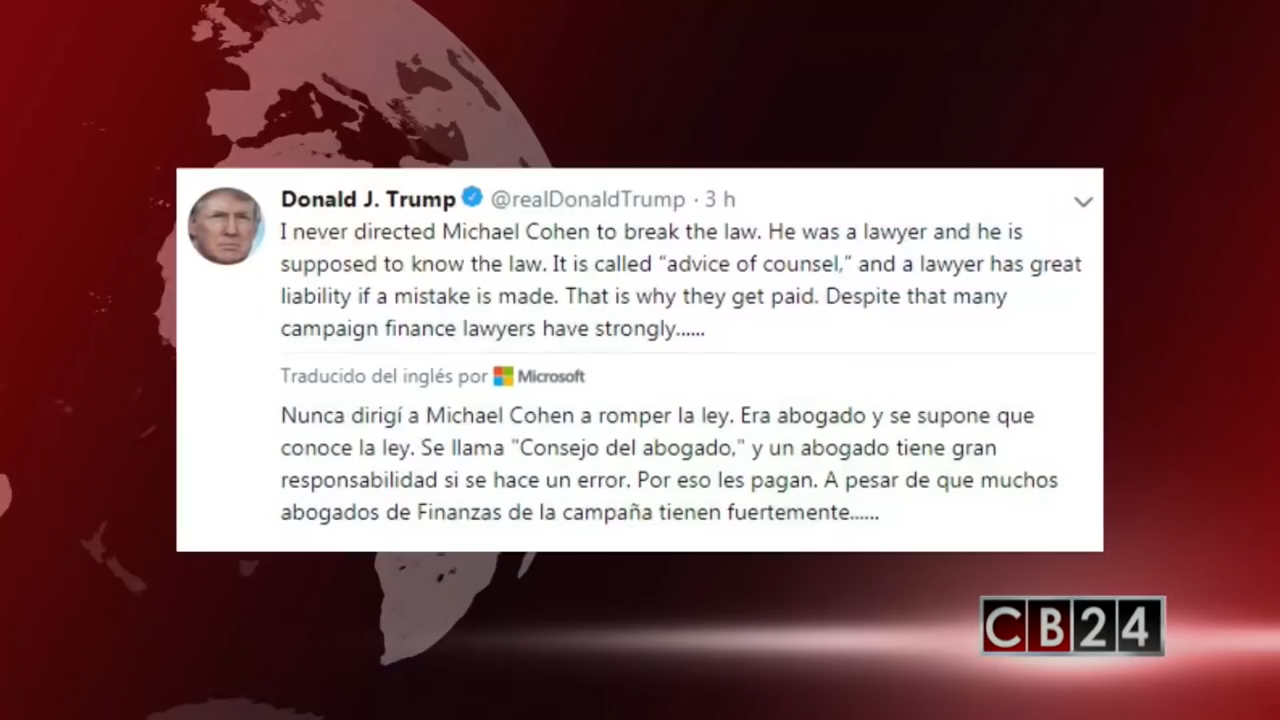 Donald J. Trump @realDonaldTrump · 3 h
I never directed Michael Cohen to break the law. He was a lawyer and he is
supposed to know the law. It is called “advice of counsel,” and a lawyer has great
liability if a mistake is made. That is why they get paid. Despite that many
campaign finance lawyers have strongly......
Traducido del inglés por Microsoft
Nunca dirigí a Michael Cohen a romper la ley. Era abogado y se supone que
conoce la ley. Se llama "Consejo del abogado," y un abogado tiene gran
responsabilidad si se hace un error. Por eso les pagan. A pesar de que muchos
abogados de Finanzas de la campaña tienen fuertemente......
CB24